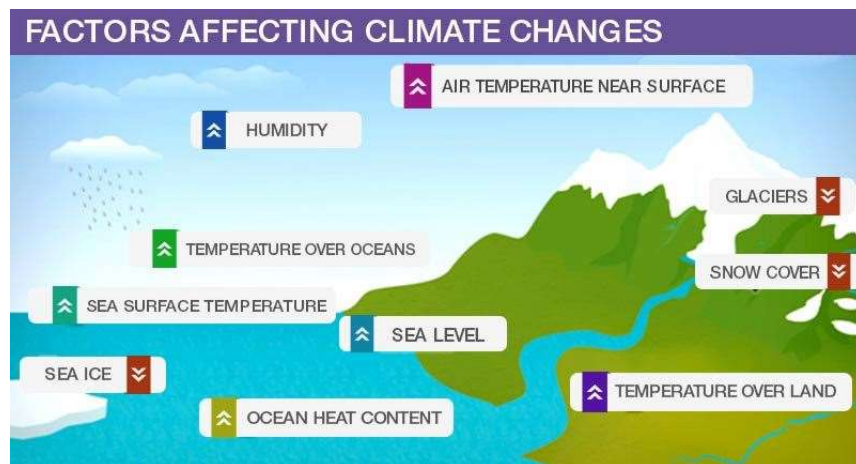 FACTORS AFFECTING CLIMATE CHANGES
AIR TEMPERATURE NEAR SURFACE
HUMIDITY
GLACIERS
TEMPERATURE OVER OCEANS
SNOW COVER
SEA SURFACE TEMPERATURE
SEA LEVEL
SEA ICE
TEMPERATURE OVER LAND
OCEAN HEAT CONTENT